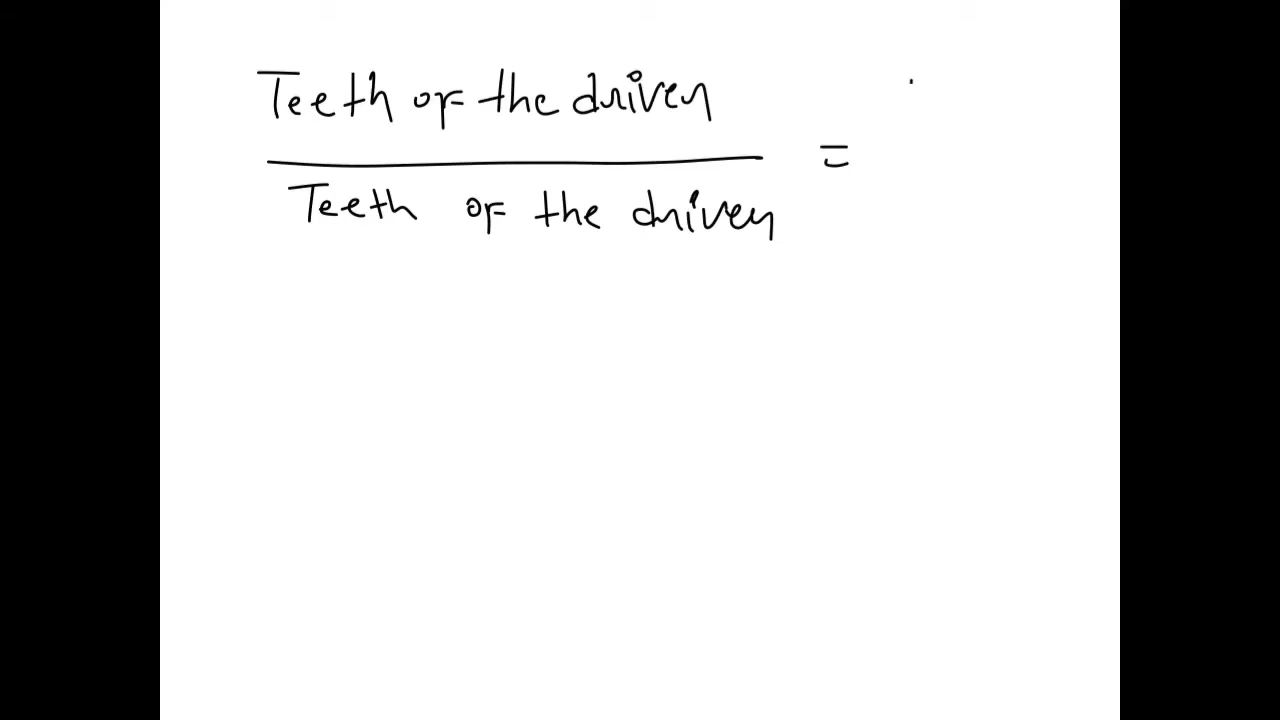 Teeth of the driven
=
Teeth of the driven